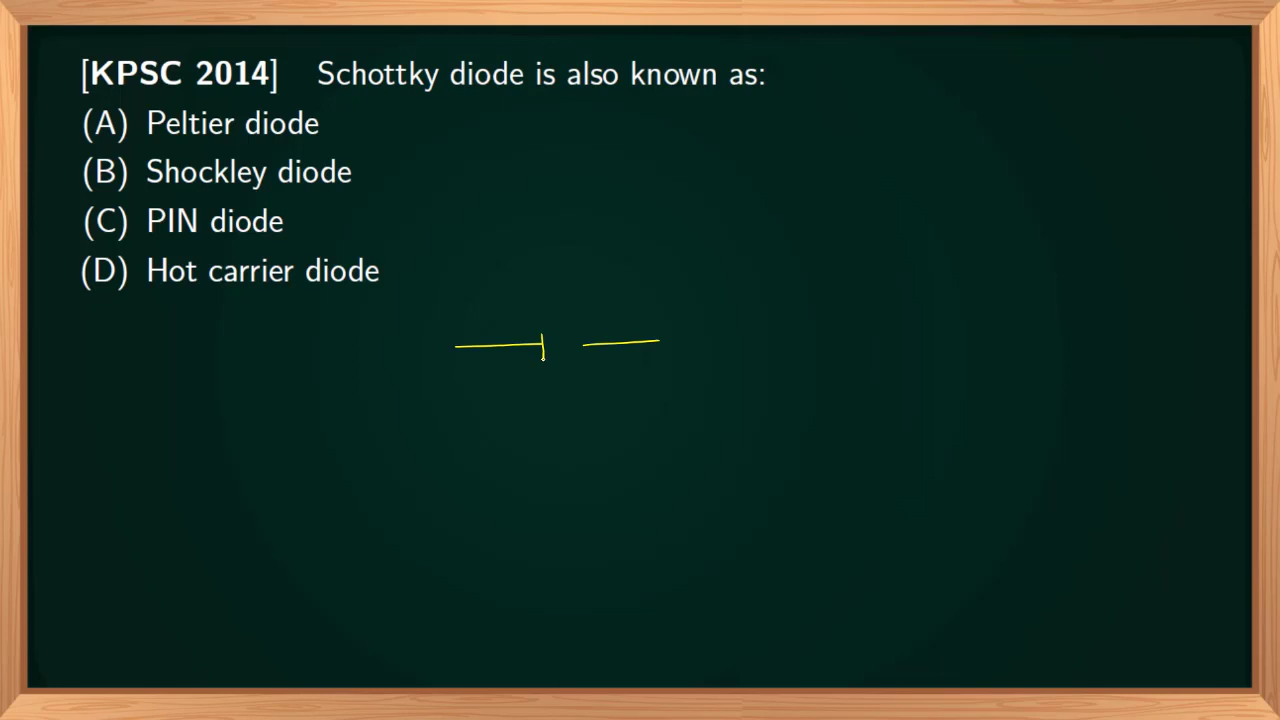 [KPSC 2014] Schottky diode is also known as:
(A) Peltier diode
(B) Shockley diode
(C) PIN diode
(D) Hot carrier diode